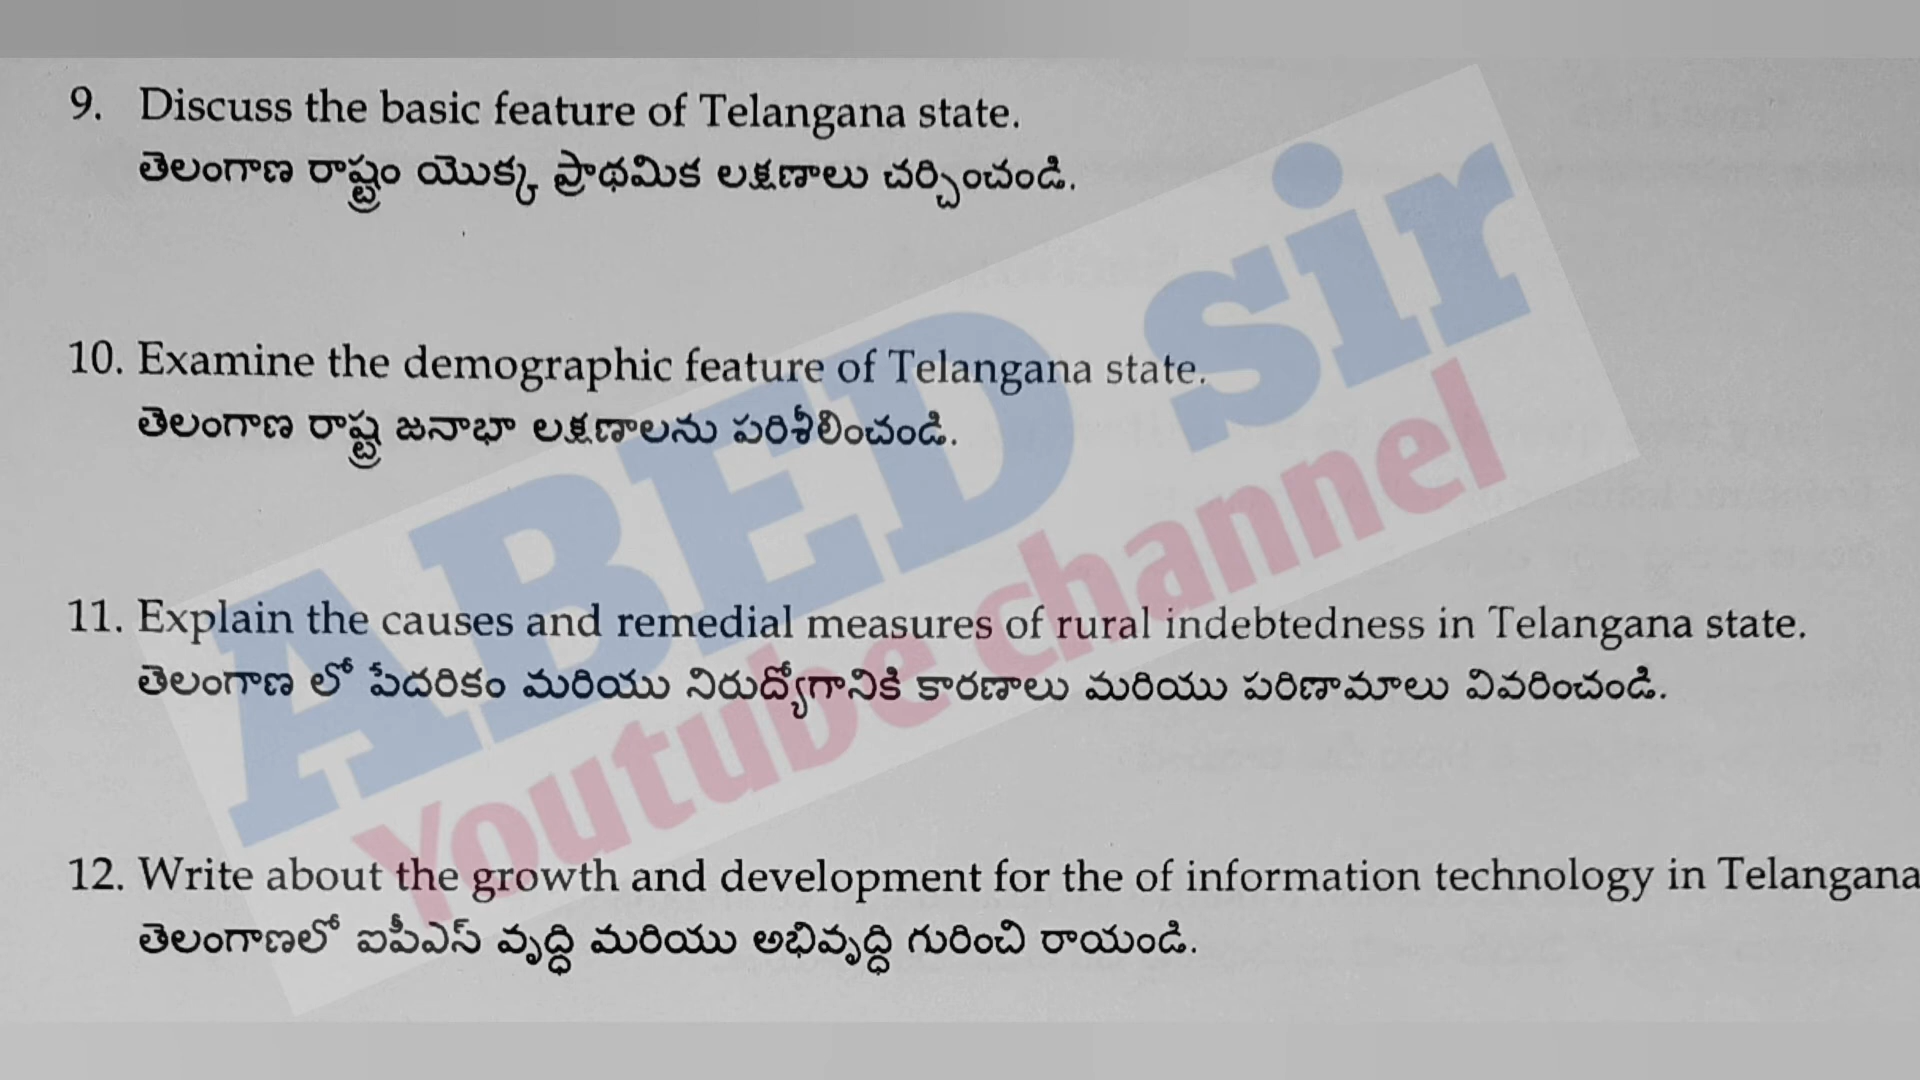 9. Discuss the basic feature of Telangana state.
తెలంగాణ రాష్ట్రం యొక్క ప్రాథమిక లక్షణాలు చర్చించండి.
10. Examine the demographic feature of Telangana state.
తెలంగాణ రాష్ట్ర జనాభా లక్షణాలను పరిశీలించండి.
11. Explain the causes and remedial measures of rural indebtedness in Telangana state.
తెలంగాణ లో పేదరికం మరియు నిరుద్యోగానికి కారణాలు మరియు పరిణామాలు వివరించండి.
12. Write about the growth and development for the of information technology in Telangana
తెలంగాణలో ఐపీఎస్ వృద్ధి మరియు అభివృద్ధి గురించి రాయండి.
ABED sir
Youtube channel